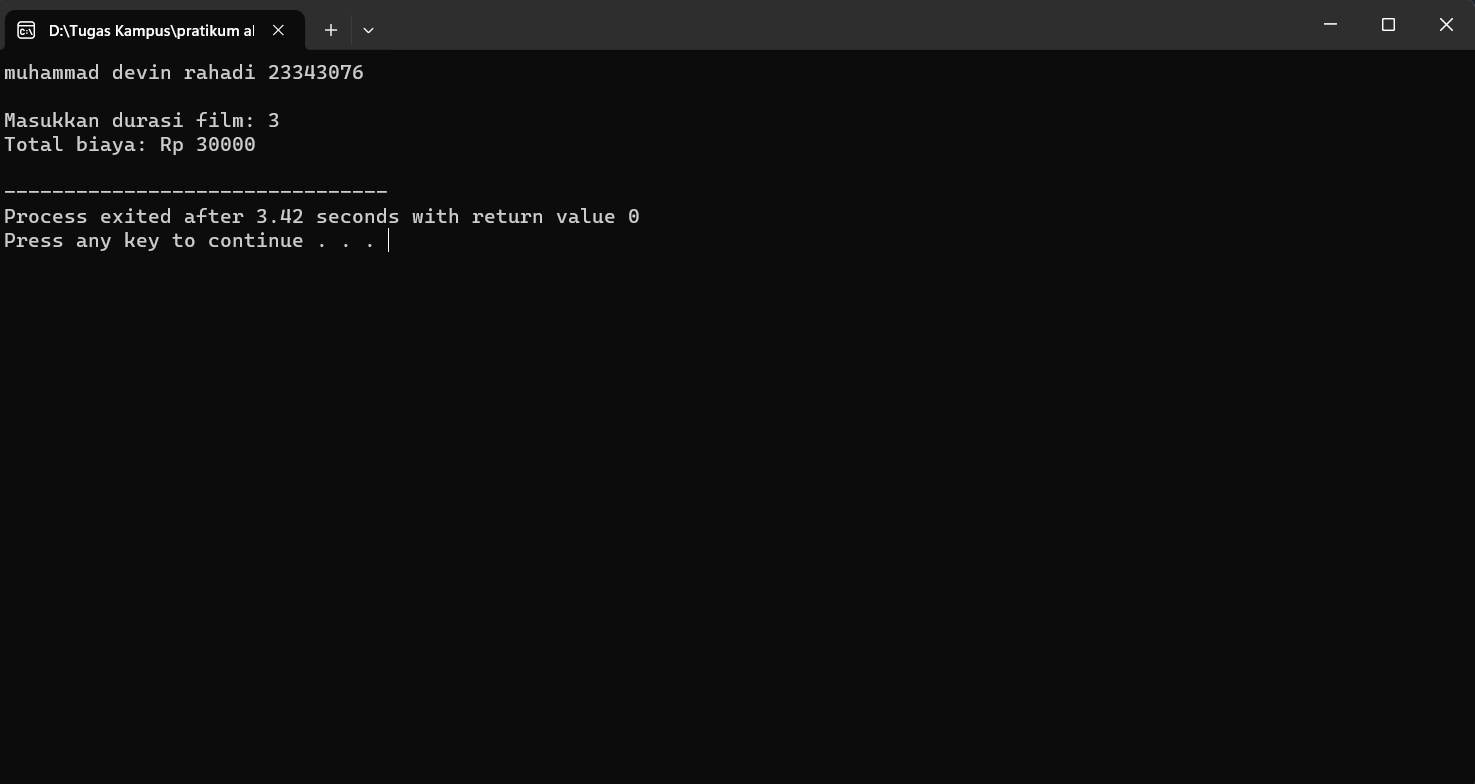 D:\Tugas Kampus\pratikum al
muhammad devin rahadi 23343076
Masukkan durasi film: 3
Total biaya: Rp 30000
--------------------------------
Process exited after 3.42 seconds with return value 0
Press any key to continue . . .